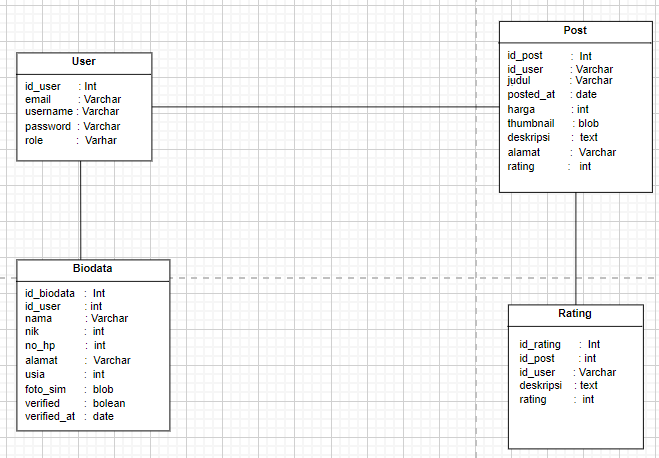 User
id_user : Int
email : Varchar
username : Varchar
password : Varchar
role : Varhar
Post
id_post : Int
id_user : Varchar
judul : Varchar
posted_at : date
harga : int
thumbnail : blob
deskripsi : text
alamat : Varchar
rating : int
Biodata
id_biodata : Int
id_user : int
nama : Varchar
nik : int
no_hp : int
alamat : Varchar
usia : int
foto_sim : blob
verified : bolean
verified_at : date
Rating
id_rating : Int
id_post : int
id_user : Varchar
deskripsi : text
rating : int